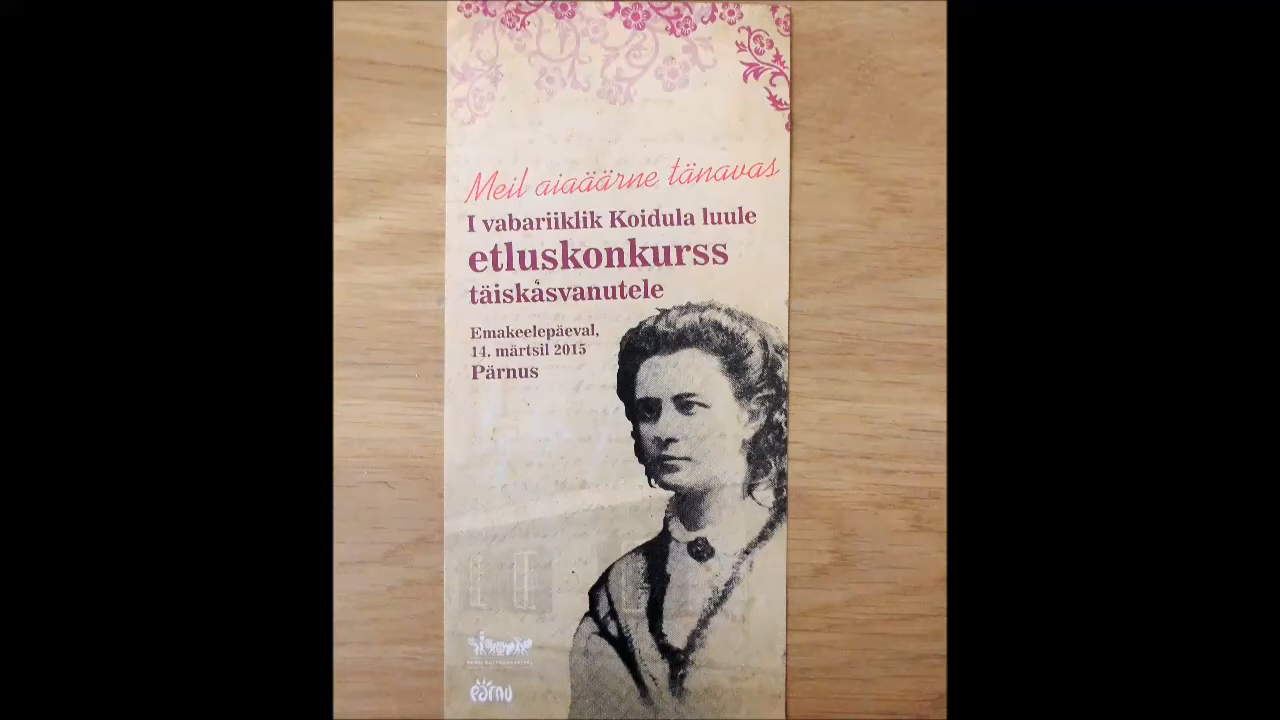 Meil aiaäärne tänavas
I vabariiklik Koidula luule
etluskonkurss
täiskasvanutele
Emakeelepäeval,
14. märtsil 2015
Pärnus
Pärnu